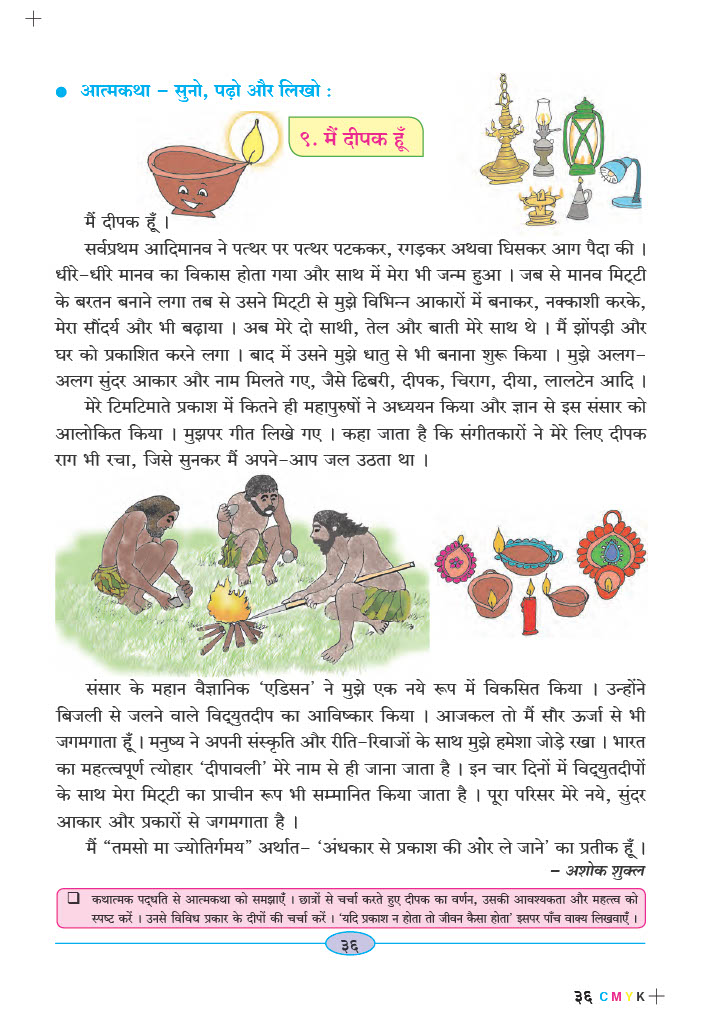 ● आत्मकथा – सुनो, पढ़ो और लिखो :
९. मैं दीपक हूँ
मैं दीपक हूँ ।
सर्वप्रथम आदिमानव ने पत्थर पर पत्थर पटककर, रगड़कर अथवा घिसकर आग पैदा की ।
धीरे-धीरे मानव का विकास होता गया और साथ में मेरा भी जन्म हुआ । जब से मानव मिट्टी
के बरतन बनाने लगा तब से उसने मिट्टी से मुझे विभिन्न आकारों में बनाकर, नक्काशी करके,
मेरा सौंदर्य और भी बढ़ाया । अब मेरे दो साथी, तेल और बाती मेरे साथ थे । मैं झोंपड़ी और
घर को प्रकाशित करने लगा । बाद में उसने मुझे धातु से भी बनाना शुरू किया । मुझे अलग-
अलग सुंदर आकार और नाम मिलते गए, जैसे ढिबरी, दीपक, चिराग, दीया, लालटेन आदि ।
मेरे टिमटिमाते प्रकाश में कितने ही महापुरुषों ने अध्ययन किया और ज्ञान से इस संसार को
आलोकित किया । मुझपर गीत लिखे गए । कहा जाता है कि संगीतकारों ने मेरे लिए दीपक
राग भी रचा, जिसे सुनकर मैं अपने-आप जल उठता था ।
संसार के महान वैज्ञानिक ‘एडिसन’ ने मुझे एक नये रूप में विकसित किया । उन्होंने
बिजली से जलने वाले विद्युतदीप का आविष्कार किया । आजकल तो मैं सौर ऊर्जा से भी
जगमगाता हूँ । मनुष्य ने अपनी संस्कृति और रीति-रिवाजों के साथ मुझे हमेशा जोड़े रखा । भारत
का महत्त्वपूर्ण त्योहार ‘दीपावली’ मेरे नाम से ही जाना जाता है । इन चार दिनों में विद्युतदीपों
के साथ मेरा मिट्टी का प्राचीन रूप भी सम्मानित किया जाता है । पूरा परिसर मेरे नये, सुंदर
आकार और प्रकारों से जगमगाता है ।
मैं “तमसो मा ज्योतिर्गमय” अर्थात– ‘अंधकार से प्रकाश की ओर ले जाने’ का प्रतीक हूँ ।
– अशोक शुक्ल
❑ कथात्मक पद्धति से आत्मकथा को समझाएँ । छात्रों से चर्चा करते हुए दीपक का वर्णन, उसकी आवश्यकता और महत्त्व को
स्पष्ट करें । उनसे विविध प्रकार के दीपों की चर्चा करें । ‘यदि प्रकाश न होता तो जीवन कैसा होता’ इसपर पाँच वाक्य लिखवाएँ ।
३६
३६ C M Y K